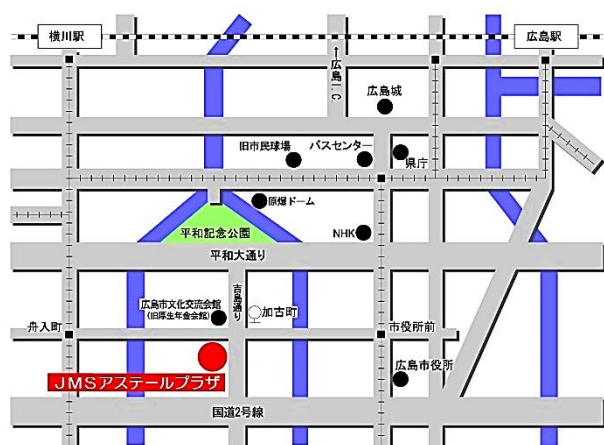 横川駅
広島駅
←広島I.C
広島城
旧市民球場
バスセンター
県庁
原爆ドーム
平和記念公園
NHK
平和大通り
吉島通り
広島市文化交流会館
(旧厚生年金会館)
加古町
舟入町
市役所前
JMSアステールプラザ
広島市役所
国道2号線